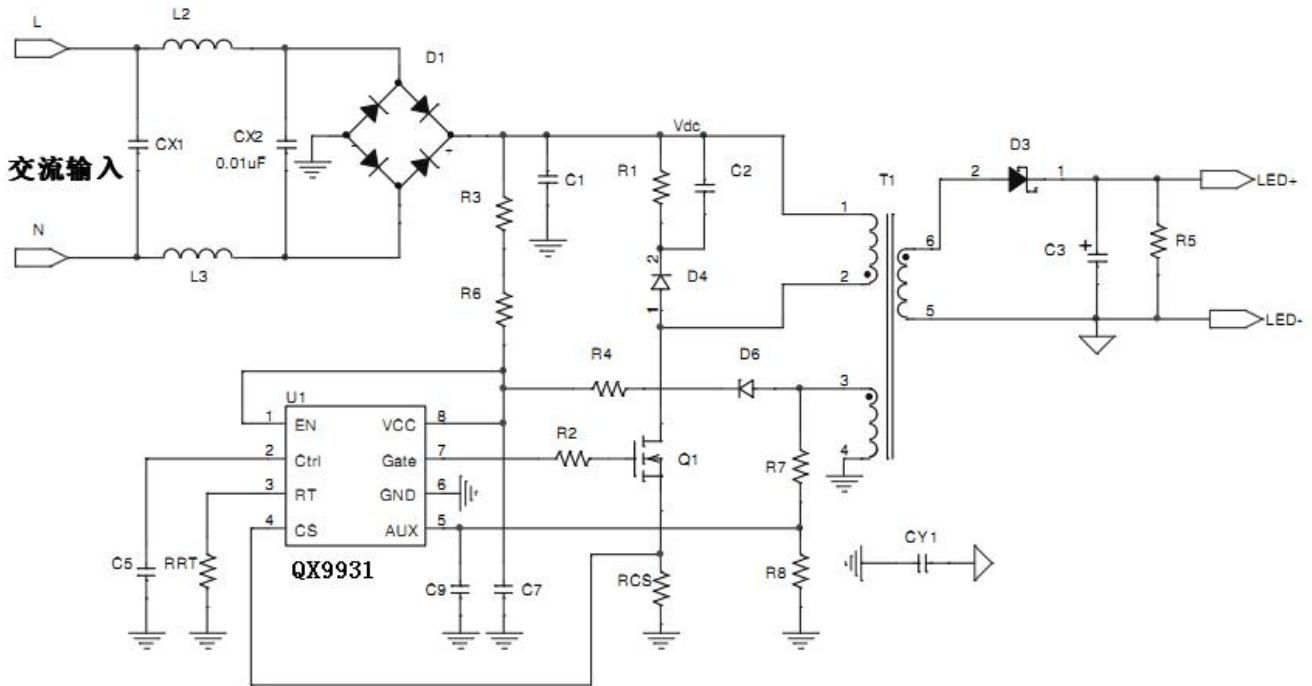 L
L2
D1
CX1
CX2
0.01uF
交流输入
N
L3
-
+
Vdc
R3
C1
R1
C2
R6
2
D4
1
T1
1
2
3
4
6
5
2
D3
1
LED+
C3
+
R5
LED-
R4
D6
U1
1
EN
VCC
8
2
Ctrl
Gate
7
3
RT
GND
6
4
CS
AUX
5
QX9931
R2
Q1
R7
C5
RRT
C9
C7
RCS
R8
CY1